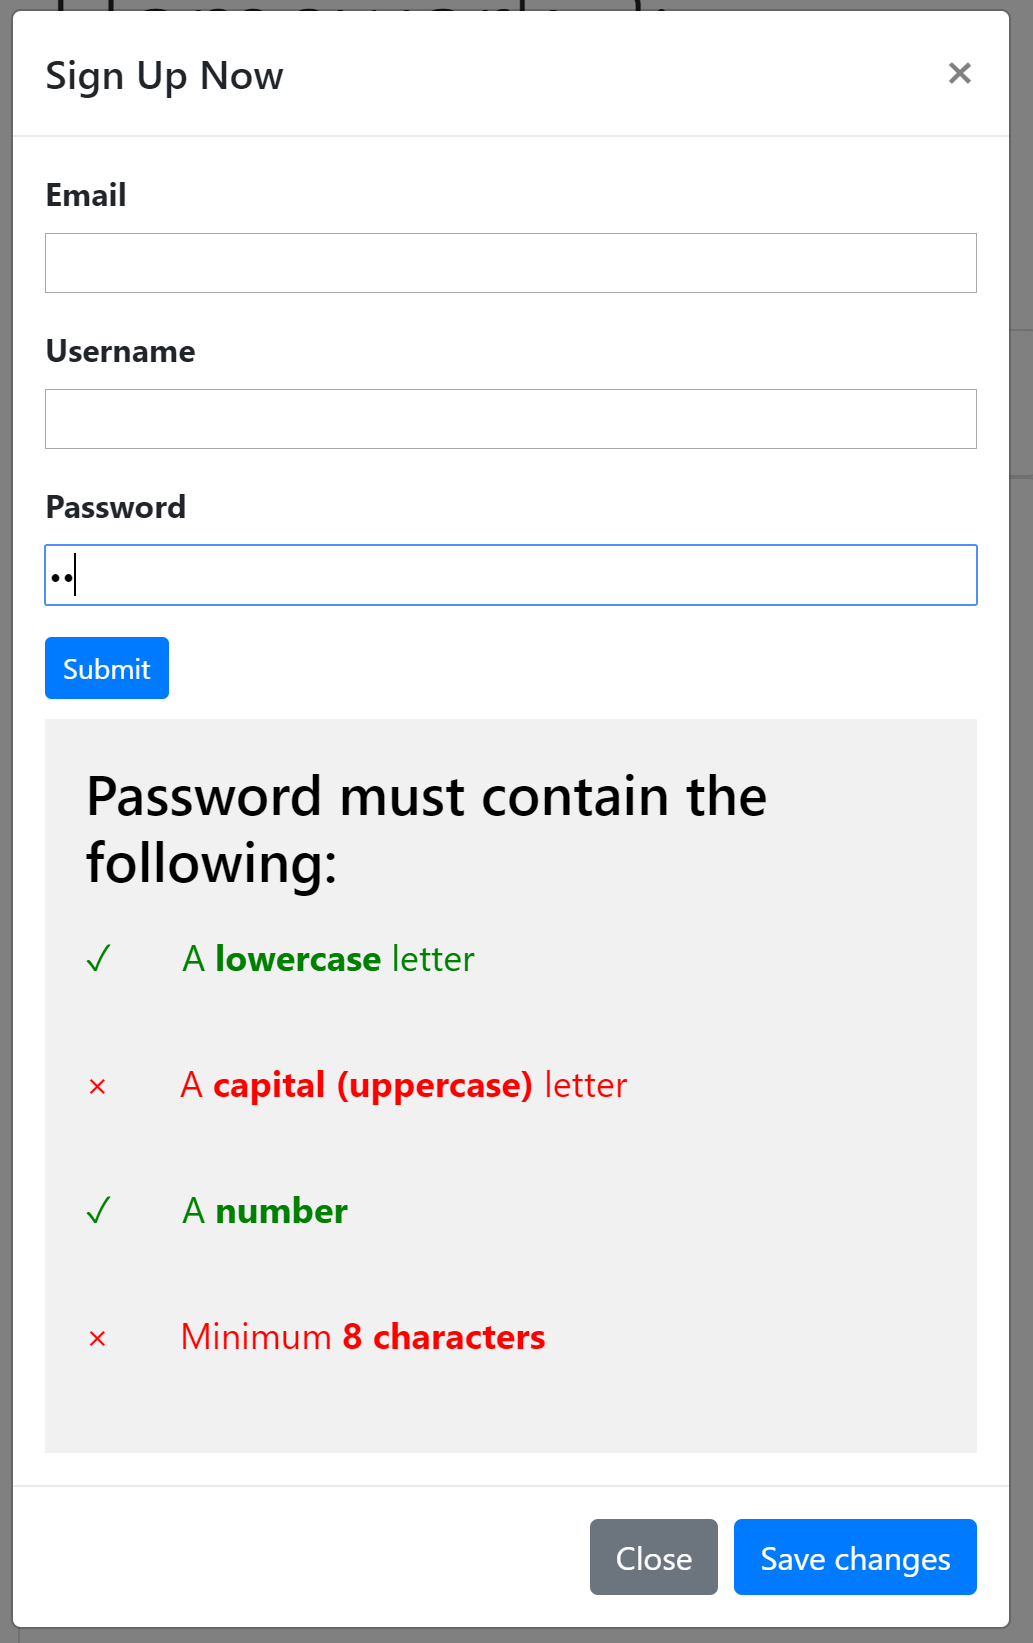 Sign Up Now ×
Email
Username
Password
••
Submit
Password must contain the
following:
✓ A lowercase letter
× A capital (uppercase) letter
✓ A number
× Minimum 8 characters
Close Save changes